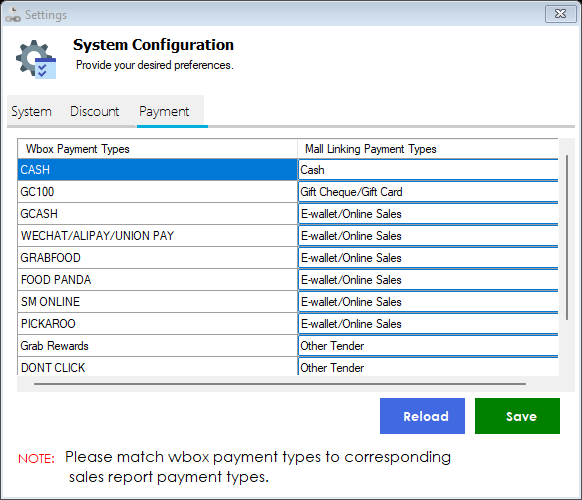 Settings
System Configuration
Provide your desired preferences.
System Discount Payment
Wbox Payment Types Mall Linking Payment Types
CASH Cash
GC100 Gift Cheque/Gift Card
GCASH E-wallet/Online Sales
WECHAT/ALIPAY/UNION PAY E-wallet/Online Sales
GRABFOOD E-wallet/Online Sales
FOOD PANDA E-wallet/Online Sales
SM ONLINE E-wallet/Online Sales
PICKAROO E-wallet/Online Sales
Grab Rewards Other Tender
DONT CLICK Other Tender
Reload Save
NOTE: Please match wbox payment types to corresponding
sales report payment types.